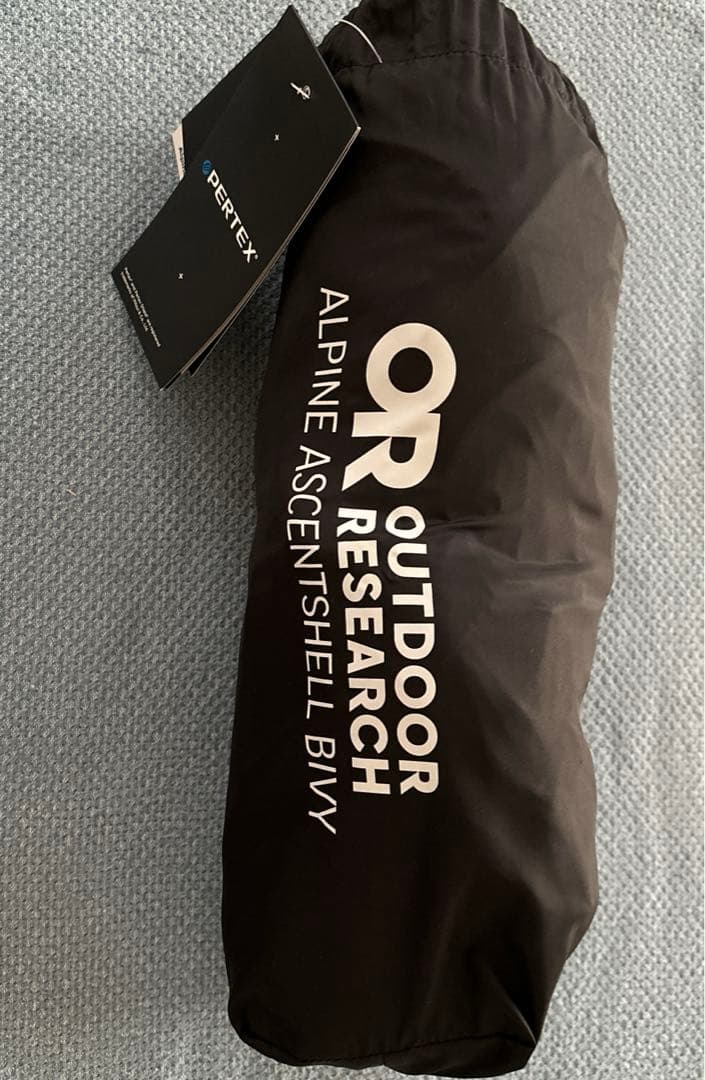 OR OUTDOOR
RESEARCH
ALPINE ASCENTSHELL BIVY
PERTEX®